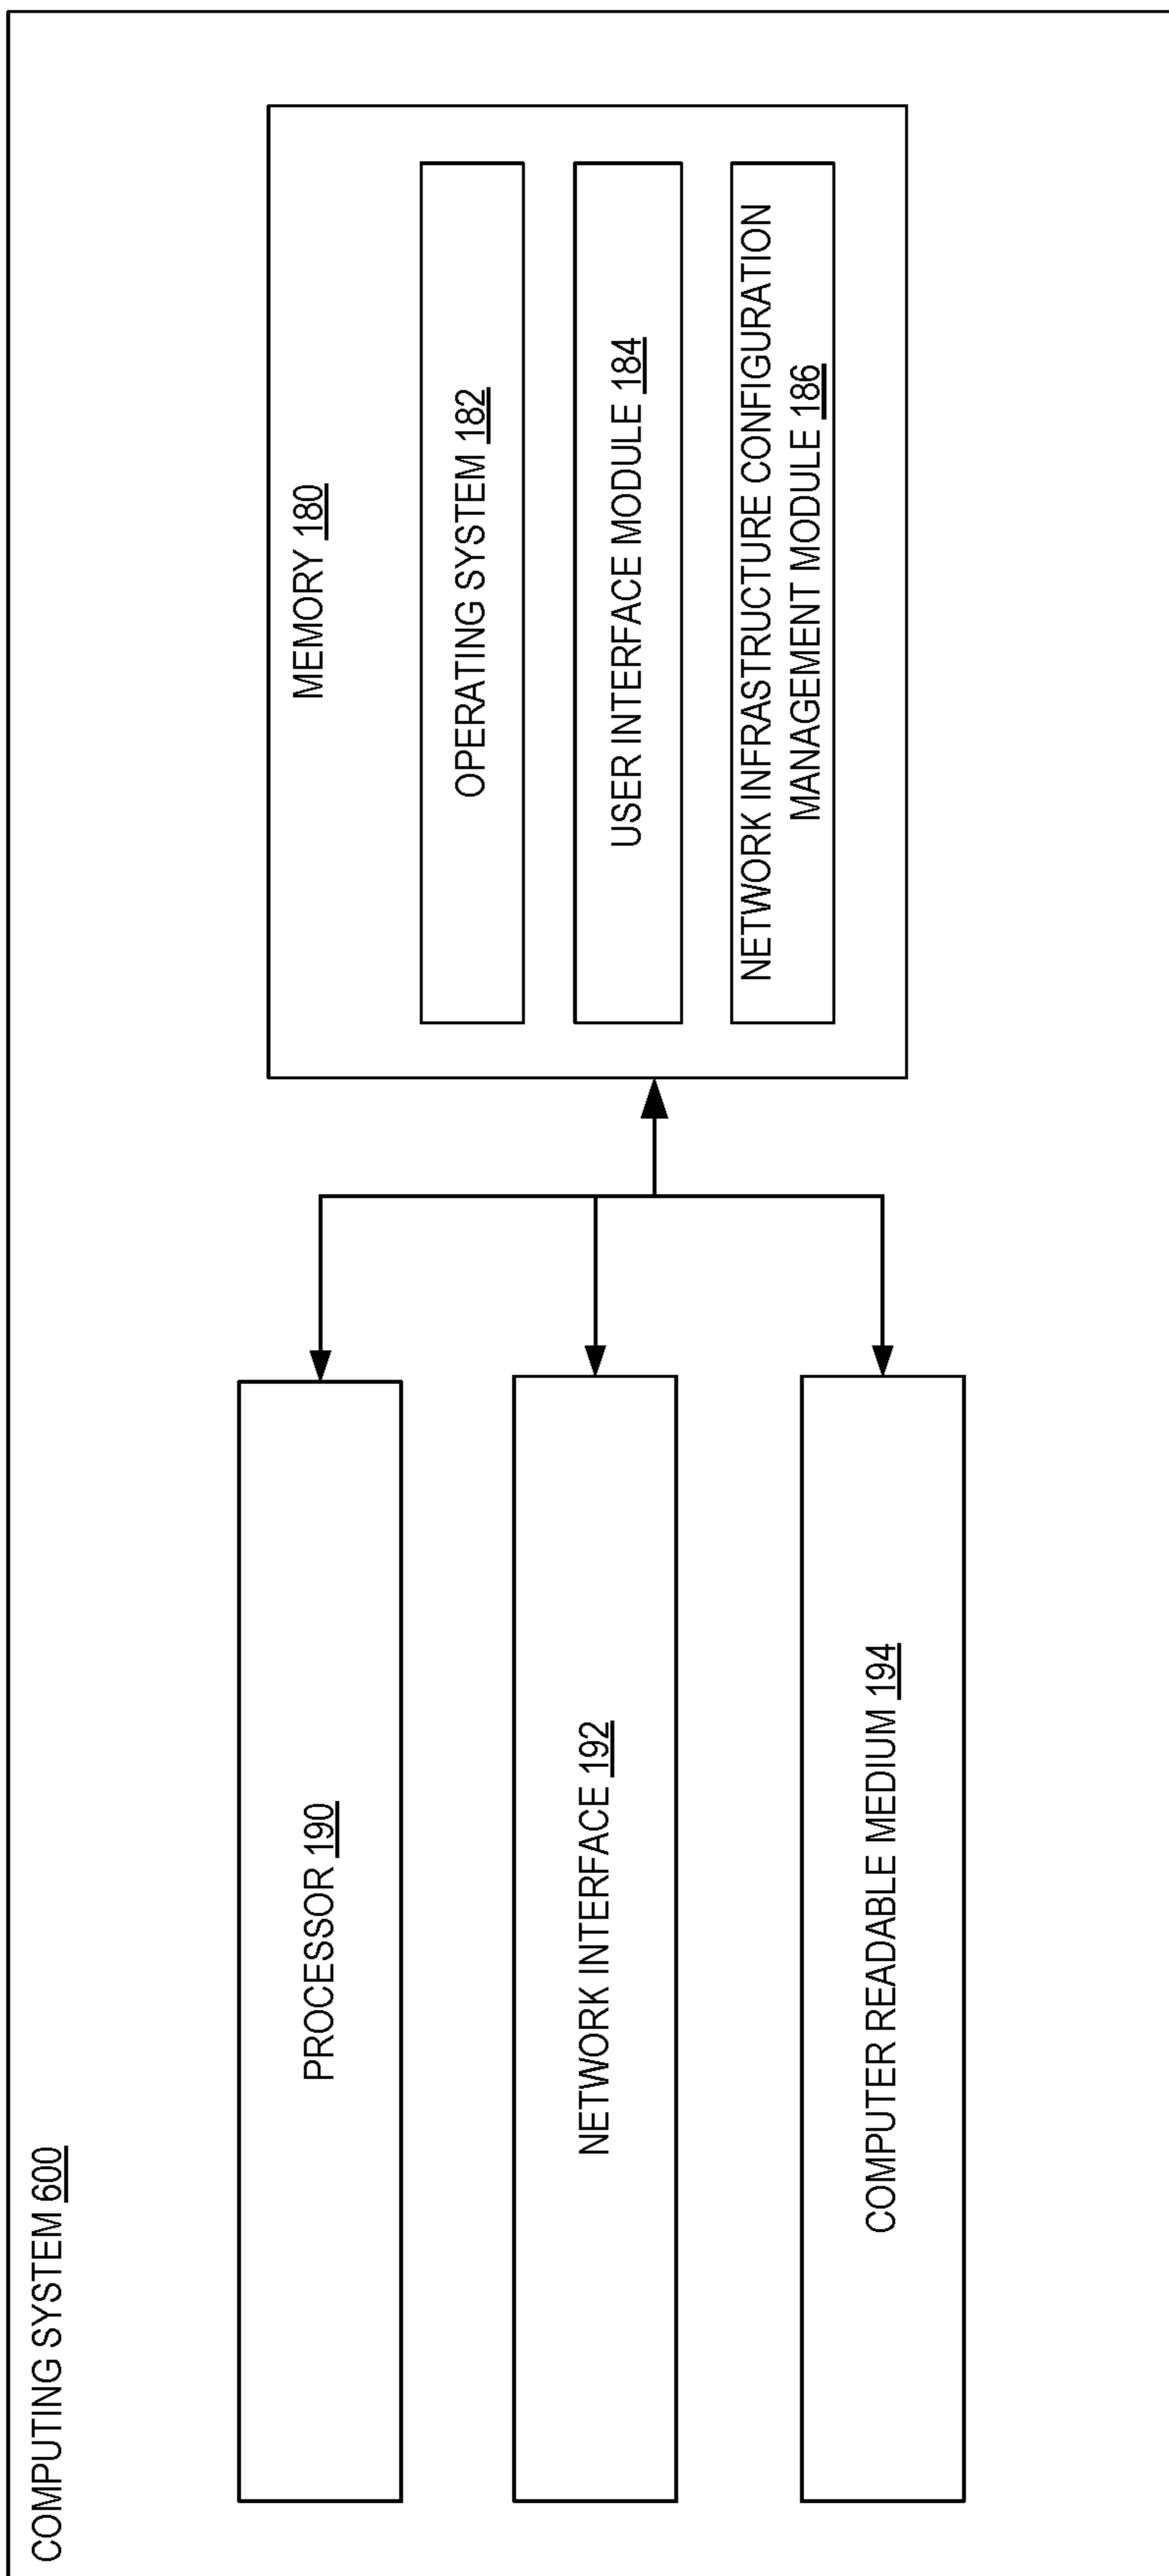 COMPUTING SYSTEM 600
PROCESSOR 190
NETWORK INTERFACE 192
COMPUTER READABLE MEDIUM 194
MEMORY 180
OPERATING SYSTEM 182
USER INTERFACE MODULE 184
NETWORK INFRASTRUCTURE CONFIGURATION
MANAGEMENT MODULE 186